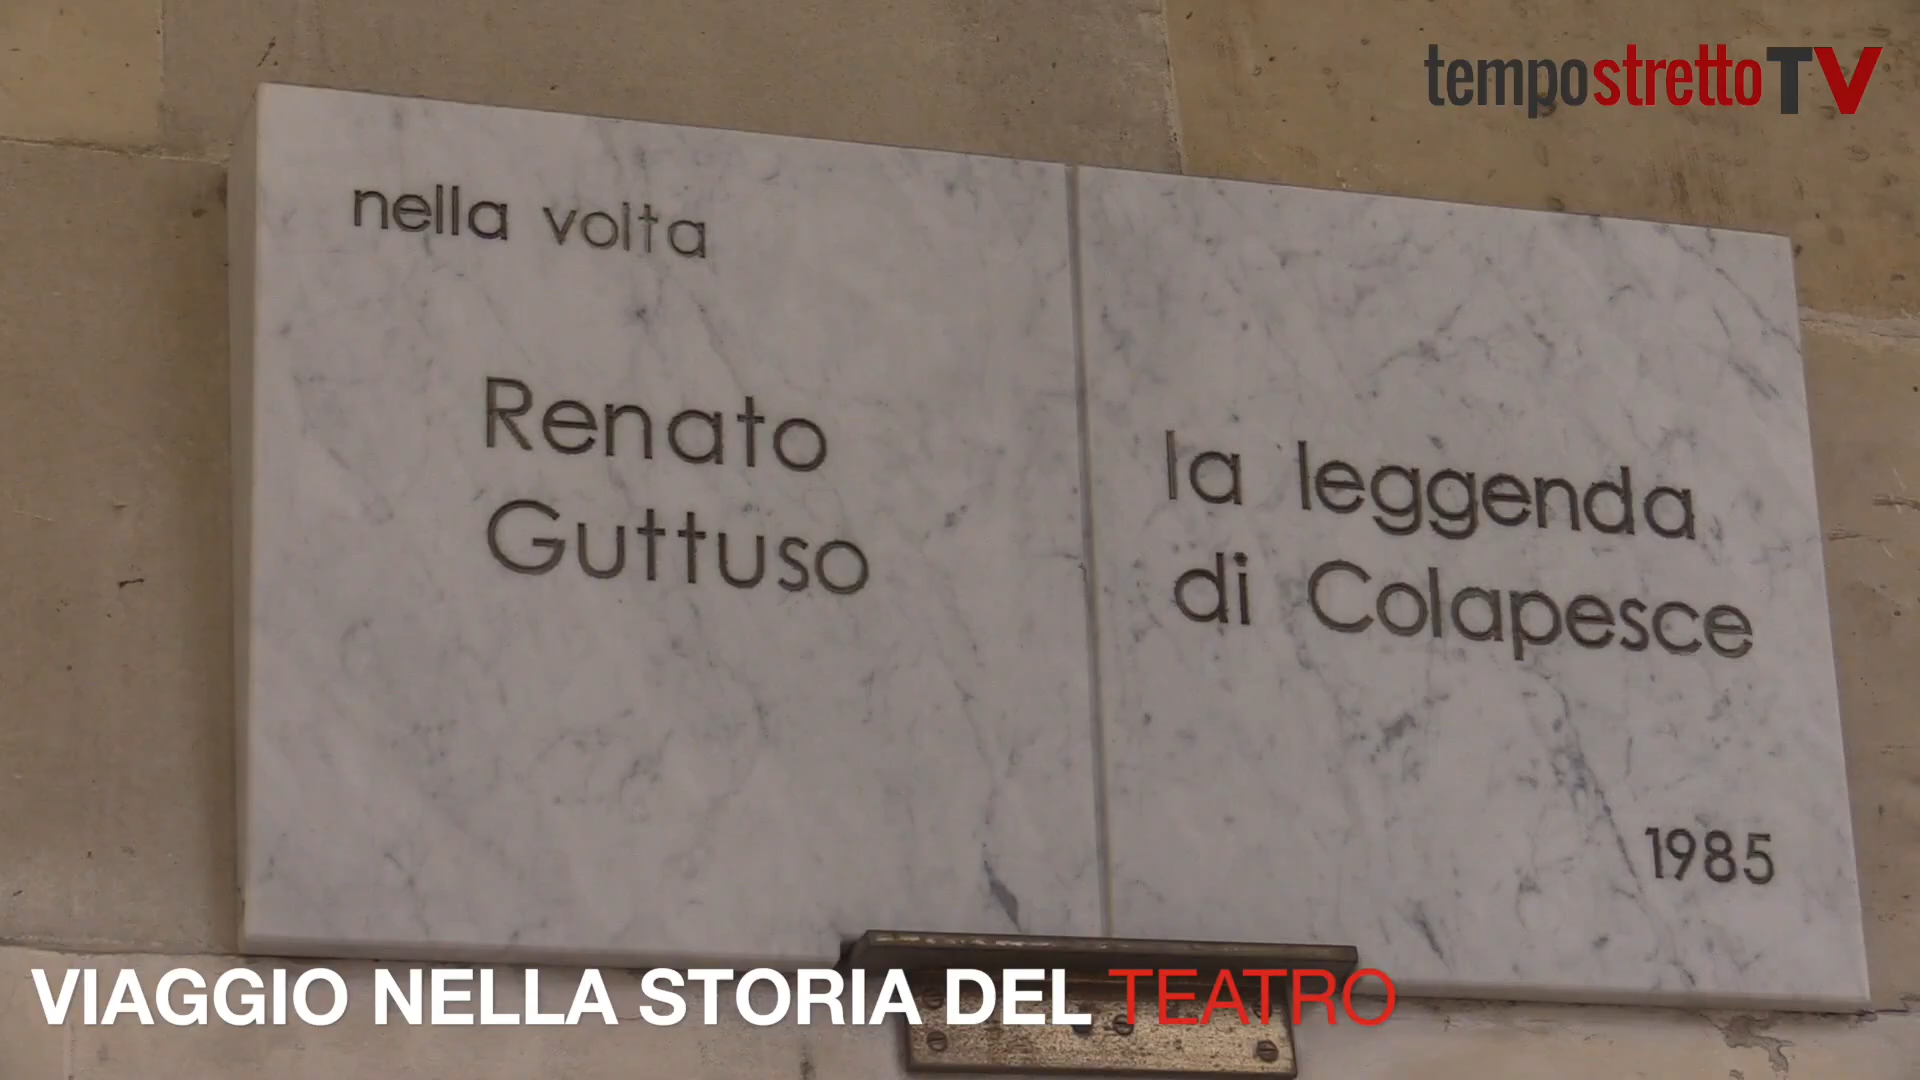 tempostrettoTV
nella volta
Renato
Guttuso
la leggenda
di Colapesce
1985
VIAGGIO NELLA STORIA DEL TEATRO